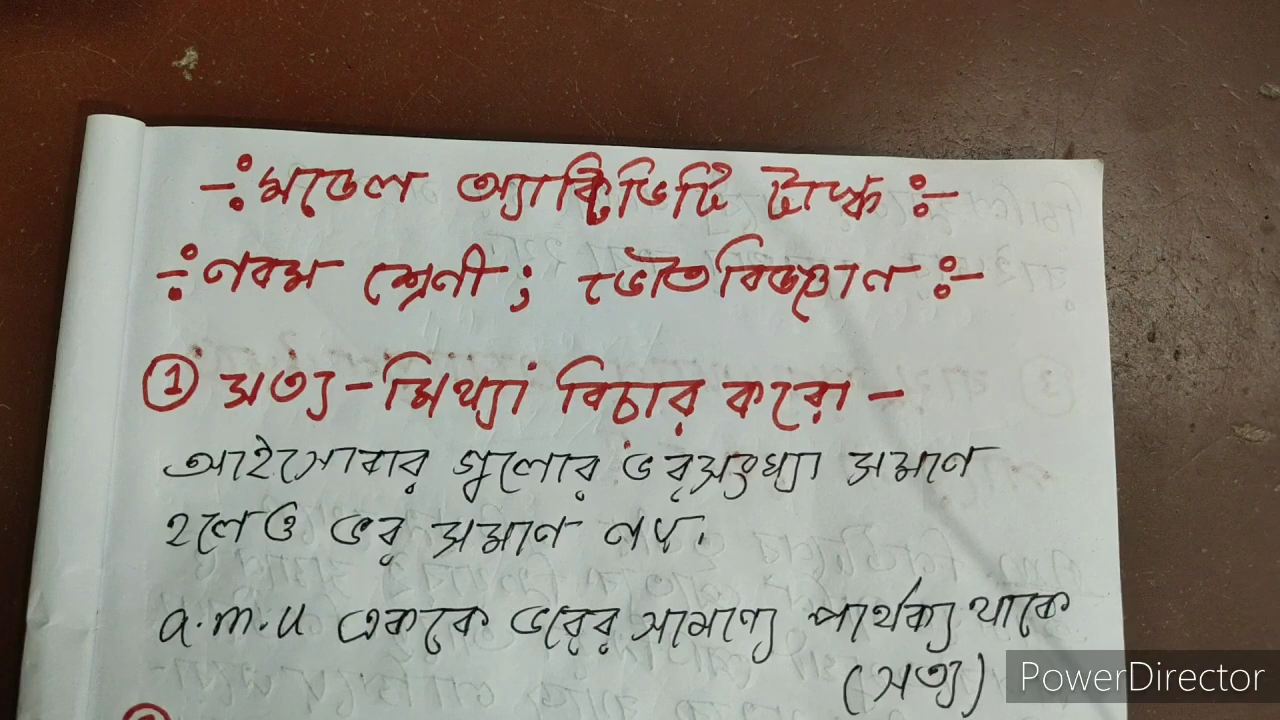 -ঃ মডেল অ্যাক্টিভিটি টাস্ক ঃ-
-ঃ নবম শ্রেণী ; ভৌতবিজ্ঞান ঃ-
① সত্য - মিথ্যা বিচার করো -
আইসোবার গুলোর ভরসংখ্যা সমান
হলেও ভর সমান নয়.
a.m.u এককে ভরের সামান্য পার্থক্য থাকে
(সত্য)
PowerDirector